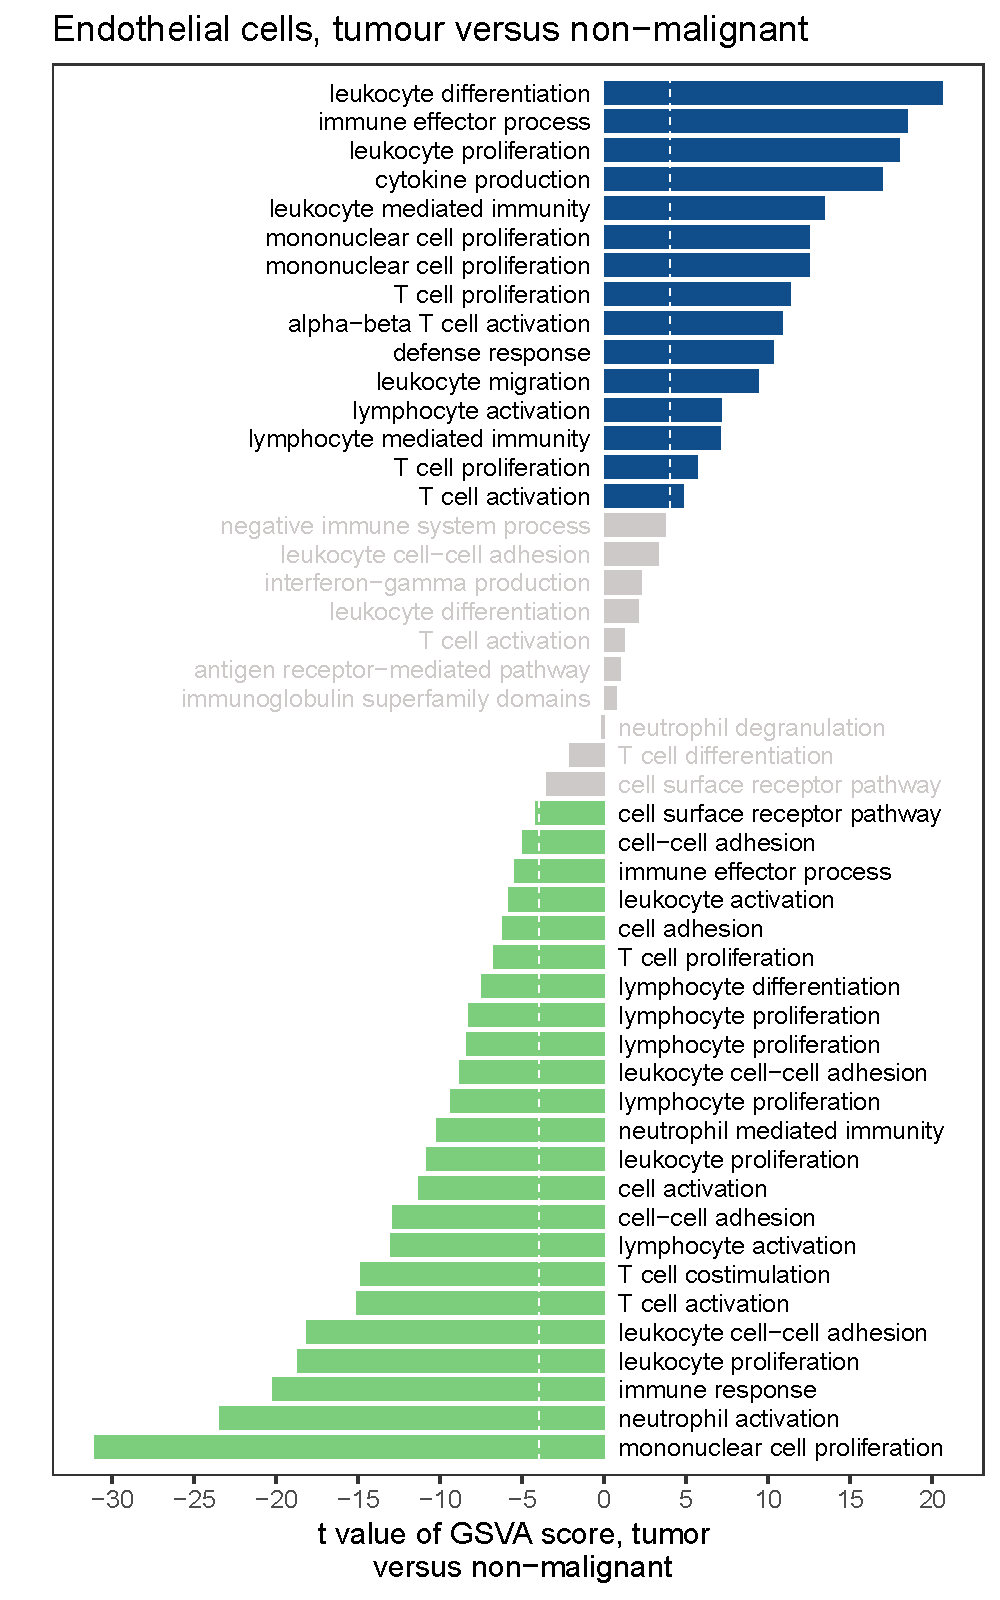 Endothelial cells, tumour versus non−malignant
leukocyte differentiation
immune effector process
leukocyte proliferation
cytokine production
leukocyte mediated immunity
mononuclear cell proliferation
mononuclear cell proliferation
T cell proliferation
alpha−beta T cell activation
defense response
leukocyte migration
lymphocyte activation
lymphocyte mediated immunity
T cell proliferation
T cell activation
negative immune system process
leukocyte cell−cell adhesion
interferon−gamma production
leukocyte differentiation
T cell activation
antigen receptor−mediated pathway
immunoglobulin superfamily domains
neutrophil degranulation
T cell differentiation
cell surface receptor pathway
cell surface receptor pathway
cell−cell adhesion
immune effector process
leukocyte activation
cell adhesion
T cell proliferation
lymphocyte differentiation
lymphocyte proliferation
lymphocyte proliferation
leukocyte cell−cell adhesion
lymphocyte proliferation
neutrophil mediated immunity
leukocyte proliferation
cell activation
cell−cell adhesion
lymphocyte activation
T cell costimulation
T cell activation
leukocyte cell−cell adhesion
leukocyte proliferation
immune response
neutrophil activation
mononuclear cell proliferation
−30 −25 −20 −15 −10 −5 0 5 10 15 20
t value of GSVA score, tumor
versus non−malignant